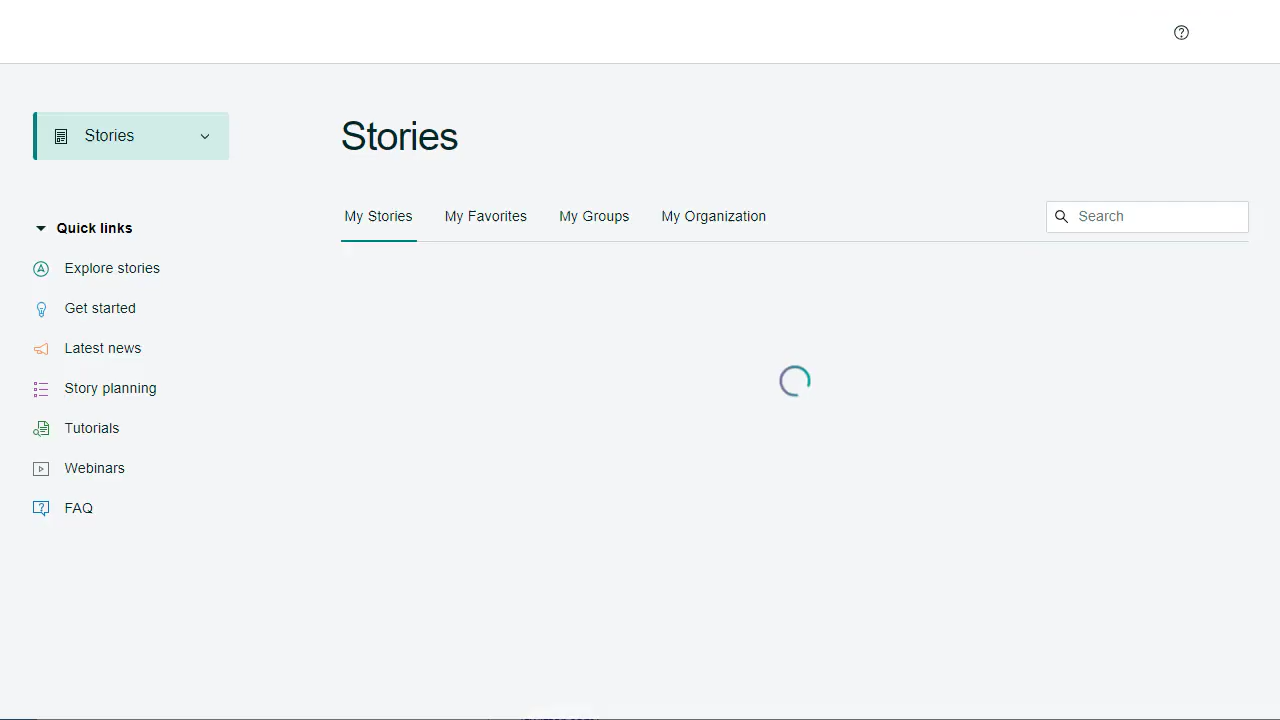 Stories
Stories
My Stories
My Favorites
My Groups
My Organization
Search
Quick links
Explore stories
Get started
Latest news
Story planning
Tutorials
Webinars
FAQ